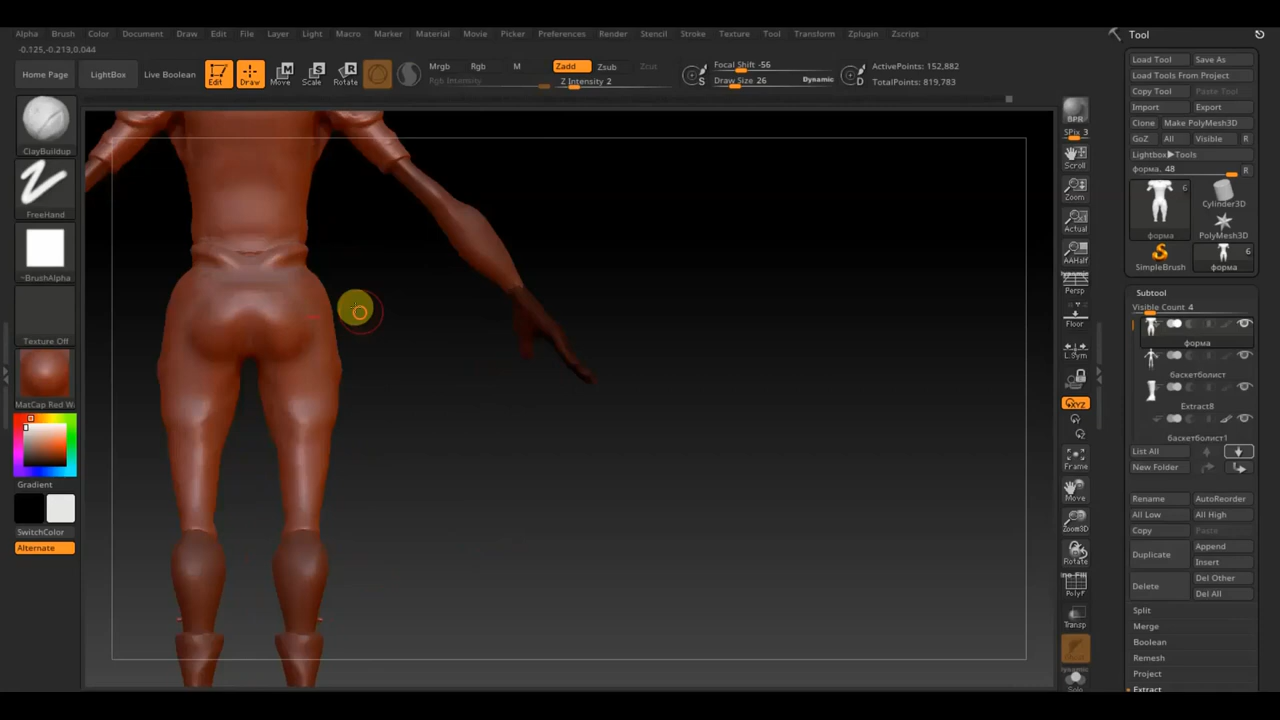 Alpha Brush Color Document Draw Edit File Layer Light Macro Marker Material Movie Picker Preferences Render Stencil Stroke Texture Tool Transform Zplugin Zscript
Tool
-0.125,-0.213,0.044
Home Page
LightBox
Live Boolean
Edit
Draw
Move
Scale
Rotate
Mrgb Rgb M
Rgb Intensity
Zadd Zsub Zcut
Z Intensity 2
S
Focal Shift -56
Draw Size 26 Dynamic
D
ActivePoints: 152,882
TotalPoints: 819,783
ClayBuildup
FreeHand
~BrushAlpha
Texture Off
MatCap Red W
Gradient
SwitchColor
Alternate
BPR
SPix 3
Scroll
Zoom
Actual
AAHalf
Dynamic
Persp
Floor
L.Sym
XYZ
Y
Z
Frame
Move
Zoom3D
Rotate
PolyF
Transp
Dynamic
Solo
Load Tool Save As
Load Tools From Project
Copy Tool Paste Tool
Import Export
Clone Make PolyMesh3D
GoZ All Visible R
Lightbox▶Tools
форма. 48 R
6
форма
Cylinder3D
PolyMesh3D
SimpleBrush
6
форма
Subtool
Visible Count 4
форма
баскетболист
Extract8
баскетболист1
List All
New Folder
Rename AutoReorder
All Low All High
Copy Paste
Duplicate Append
Insert
Delete Del Other
Del All
Split
Merge
Boolean
Remesh
Project
Extract